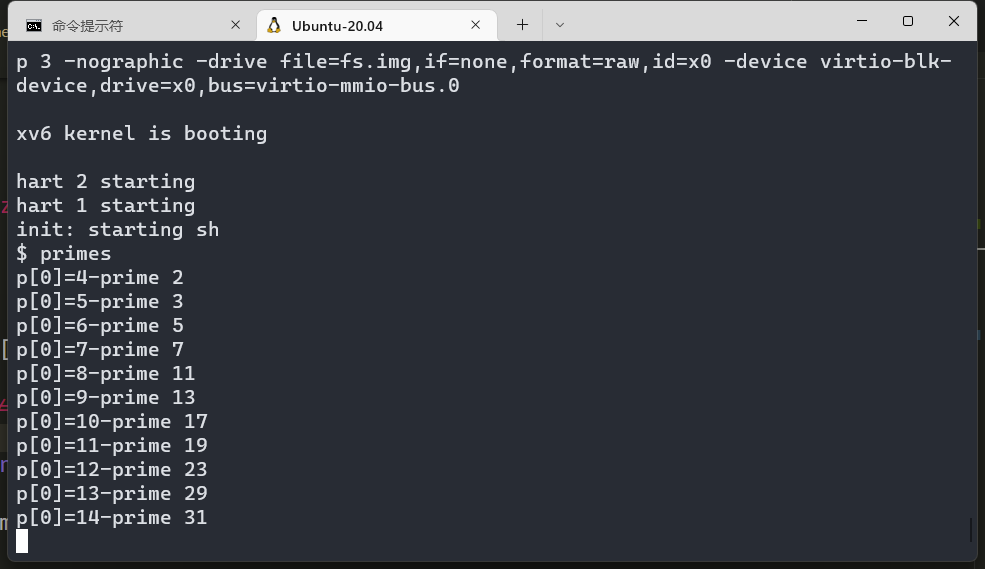 命令提示符
Ubuntu-20.04
p 3 -nographic -drive file=fs.img,if=none,format=raw,id=x0 -device virtio-blk-
device,drive=x0,bus=virtio-mmio-bus.0
xv6 kernel is booting
hart 2 starting
hart 1 starting
init: starting sh
$ primes
p[0]=4-prime 2
p[0]=5-prime 3
p[0]=6-prime 5
p[0]=7-prime 7
p[0]=8-prime 11
p[0]=9-prime 13
p[0]=10-prime 17
p[0]=11-prime 19
p[0]=12-prime 23
p[0]=13-prime 29
p[0]=14-prime 31